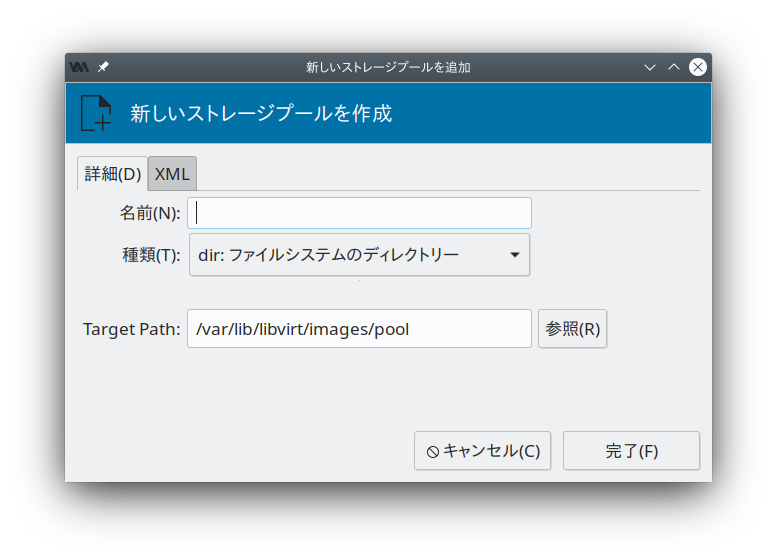 新しいストレージプールを追加
新しいストレージプールを作成
詳細(D) XML
名前(N):
種類(T): dir: ファイルシステムのディレクトリー
Target Path: /var/lib/libvirt/images/pool 参照(R)
キャンセル(C) 完了(F)